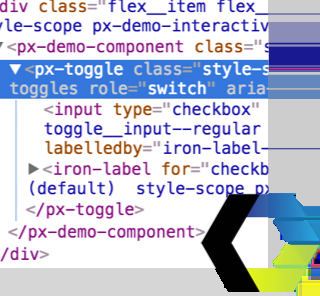 div class="flex__item flex_
yle-scope px-demo-interactiv
<px-demo-component class="s
▼<px-toggle class="style-s
toggles role="switch" aria-
<input type="checkbox"
toggle__input--regular
labelledby="iron-label-
▶<iron-label for="checkb
(default) style-scope px
</px-toggle>
</px-demo-component>
/div>